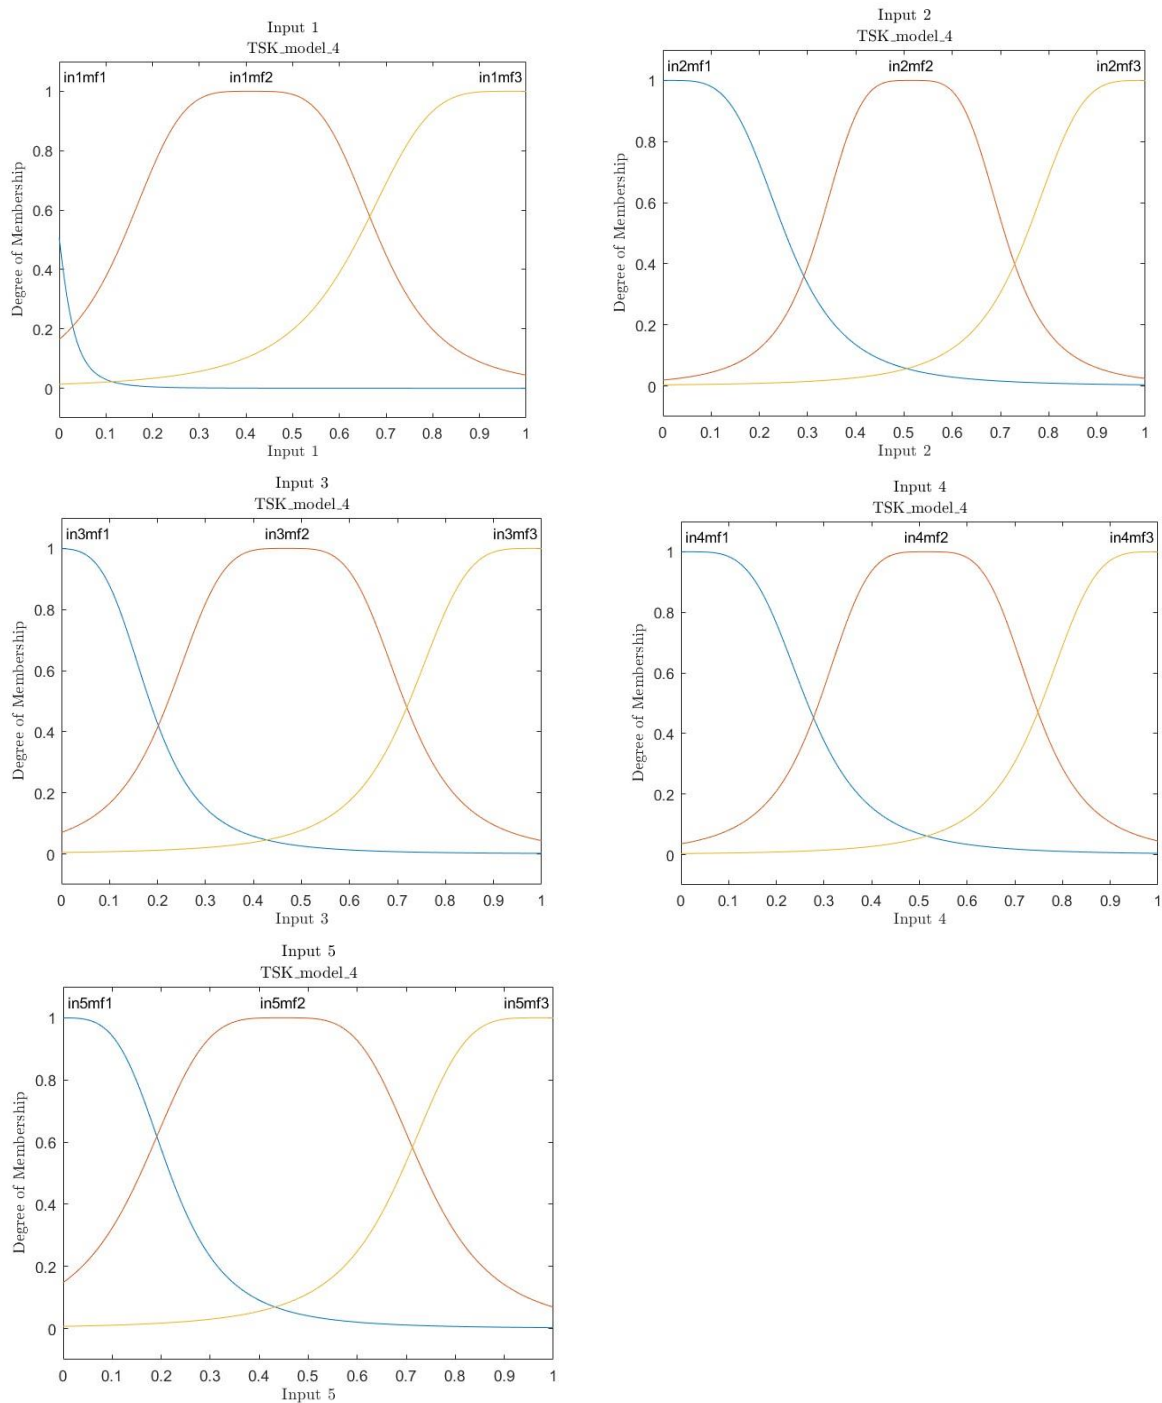 Input 1
TSK_model_4
in1mf1 in1mf2 in1mf3
1
0.8
0.6
0.4
0.2
0
Degree of Membership
0 0.1 0.2 0.3 0.4 0.5 0.6 0.7 0.8 0.9 1
Input 1
Input 2
TSK_model_4
in2mf1 in2mf2 in2mf3
1
0.8
0.6
0.4
0.2
0
Degree of Membership
0 0.1 0.2 0.3 0.4 0.5 0.6 0.7 0.8 0.9 1
Input 2
Input 3
TSK_model_4
in3mf1 in3mf2 in3mf3
1
0.8
0.6
0.4
0.2
0
Degree of Membership
0 0.1 0.2 0.3 0.4 0.5 0.6 0.7 0.8 0.9 1
Input 3
Input 4
TSK_model_4
in4mf1 in4mf2 in4mf3
1
0.8
0.6
0.4
0.2
0
Degree of Membership
0 0.1 0.2 0.3 0.4 0.5 0.6 0.7 0.8 0.9 1
Input 4
Input 5
TSK_model_4
in5mf1 in5mf2 in5mf3
1
0.8
0.6
0.4
0.2
0
Degree of Membership
0 0.1 0.2 0.3 0.4 0.5 0.6 0.7 0.8 0.9 1
Input 5